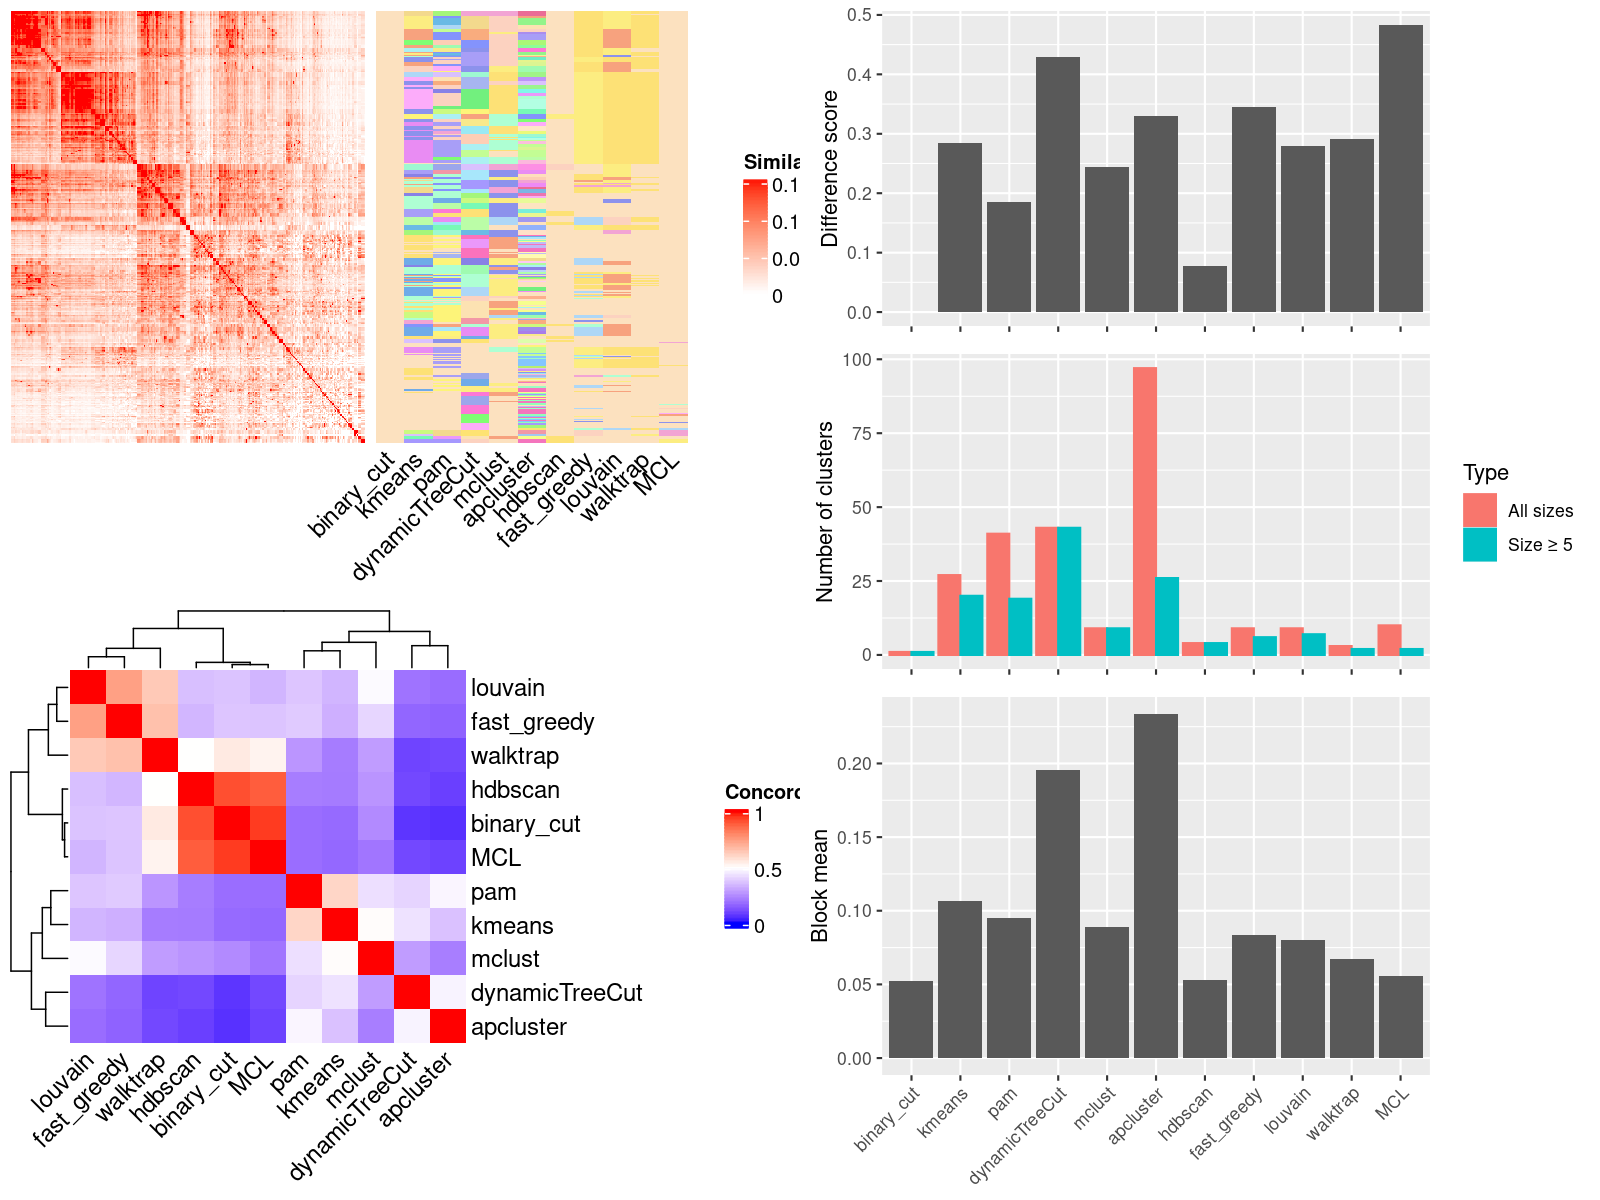 Simila
0.1
0.1
0.0
0
binary_cut
kmeans
pam
dynamicTreeCut
mclust
apcluster
hdbscan
fast_greedy
louvain
walktrap
MCL
louvain
fast_greedy
walktrap
hdbscan
binary_cut
MCL
pam
kmeans
mclust
dynamicTreeCut
apcluster
louvain
fast_greedy
walktrap
hdbscan
binary_cut
MCL
pam
kmeans
mclust
dynamicTreeCut
apcluster
Concord
1
0.5
0
Difference score
0.5
0.4
0.3
0.2
0.1
0.0
Number of clusters
100
75
50
25
0
Type
All sizes
Size ≥ 5
Block mean
0.20
0.15
0.10
0.05
0.00
binary_cut
kmeans
pam
dynamicTreeCut
mclust
apcluster
hdbscan
fast_greedy
louvain
walktrap
MCL